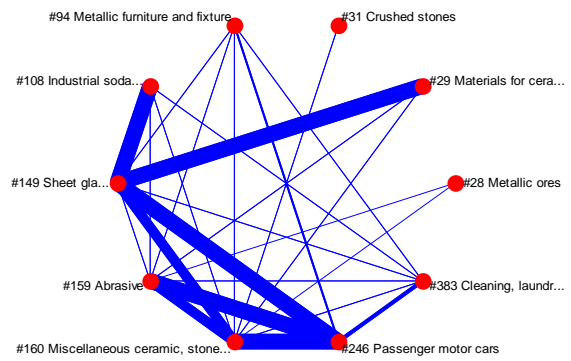 #94 Metallic furniture and fixture
#31 Crushed stones
#108 Industrial soda...
#29 Materials for cera...
#149 Sheet gla...
#28 Metallic ores
#159 Abrasive
#383 Cleaning, laundr...
#160 Miscellaneous ceramic, stone...
#246 Passenger motor cars